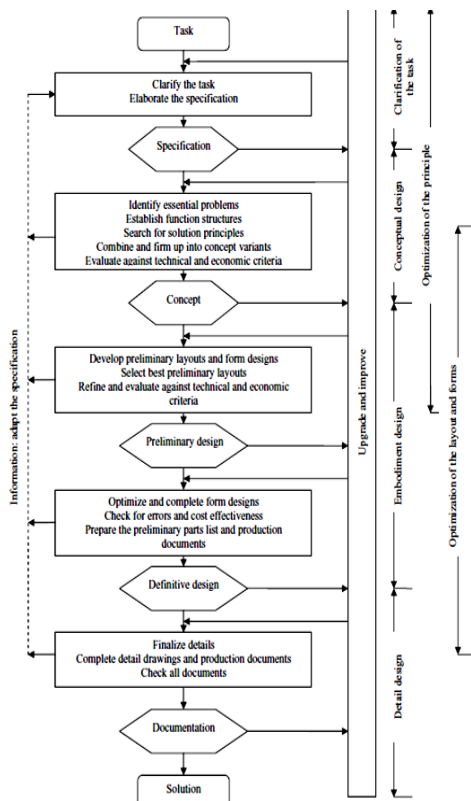 Task
Clarify the task
Elaborate the specification
Specification
Identify essential problems
Establish function structures
Search for solution principles
Combine and firm up into concept variants
Evaluate against technical and economic criteria
Concept
Develop preliminary layouts and form designs
Select best preliminary layouts
Refine and evaluate against technical and economic
criteria
Preliminary design
Optimize and complete form designs
Check for errors and cost effectiveness
Prepare the preliminary parts list and production
documents
Definitive design
Finalize details
Complete detail drawings and production documents
Check all documents
Documentation
Solution
Information: adapt the specification
Upgrade and improve
Clarification of
the task
Conceptual design
Embodiment design
Detail design
Optimization of the principle
Optimization of the layout and forms